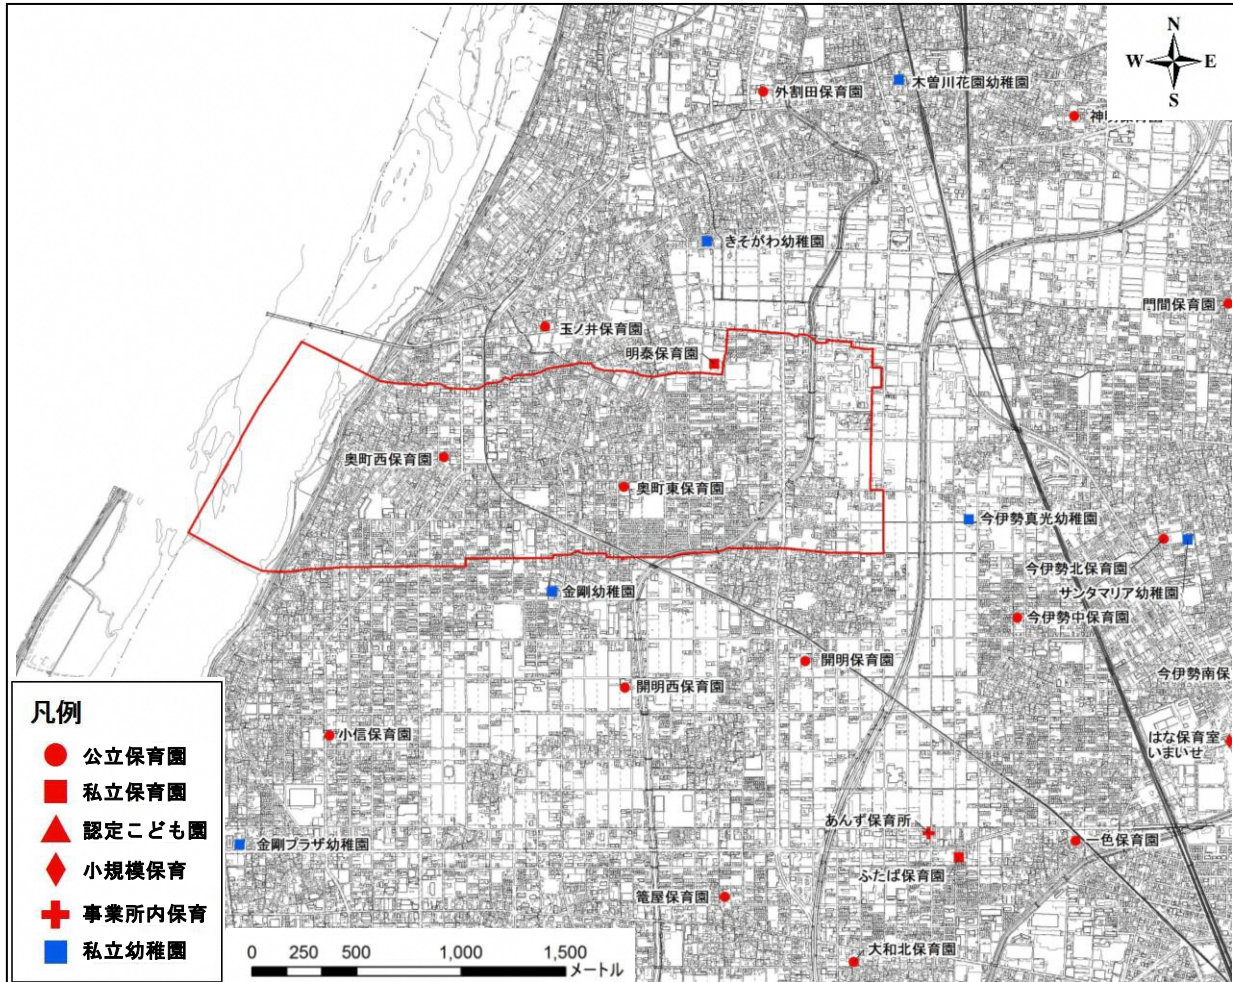 N
W
E
S
外割田保育園
木曽川花園幼稚園
きそがわ幼稚園
門間保育園
玉ノ井保育園
明泰保育園
奥町西保育園
奥町東保育園
今伊勢真光幼稚園
今伊勢北保育園
サンタマリア幼稚園
金剛幼稚園
今伊勢中保育園
開明保育園
開明西保育園
今伊勢南保
小信保育園
はな保育室
いまいせ
あんず保育所
金剛プラザ幼稚園
一色保育園
ふたば保育園
篭屋保育園
大和北保育園
凡例
公立保育園
私立保育園
認定こども園
小規模保育
事業所内保育
私立幼稚園
0 250 500 1,000 1,500
メートル